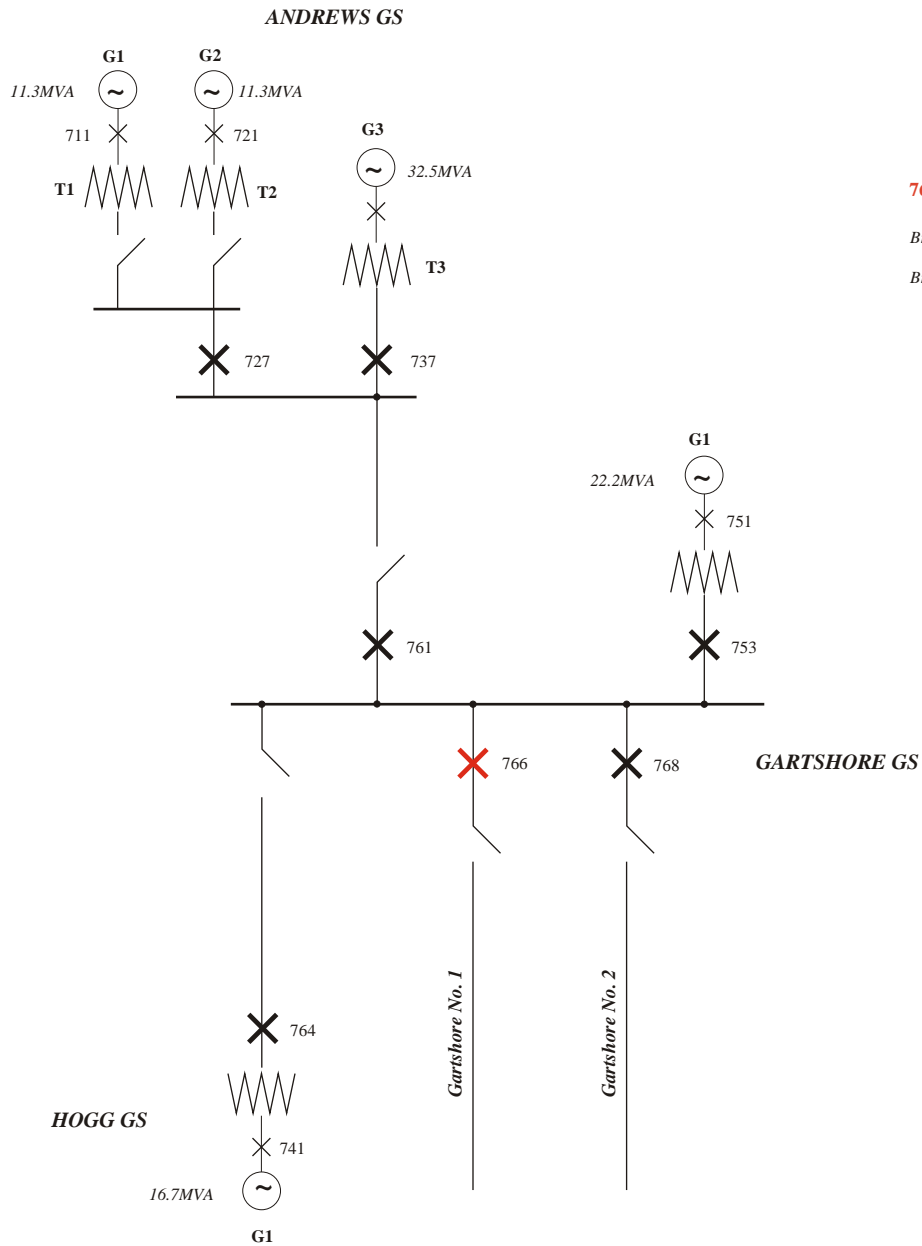 ANDREWS GS
G1
G2
11.3MVA
11.3MVA
711
721
T1
T2
G3
32.5MVA
T3
727
737
G1
22.2MVA
751
761
753
766
768
GARTSHORE GS
Gartshore No. 1
Gartshore No. 2
764
HOGG GS
741
16.7MVA
G1